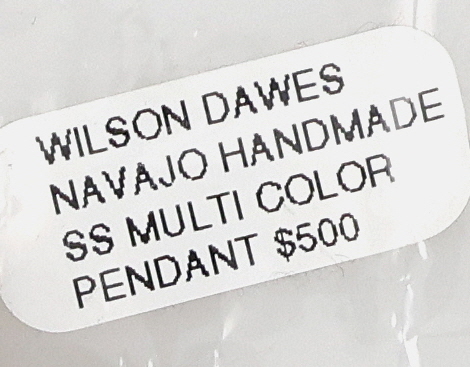 WILSON DAWES
NAVAJO HANDMADE
SS MULTI COLOR
PENDANT $500